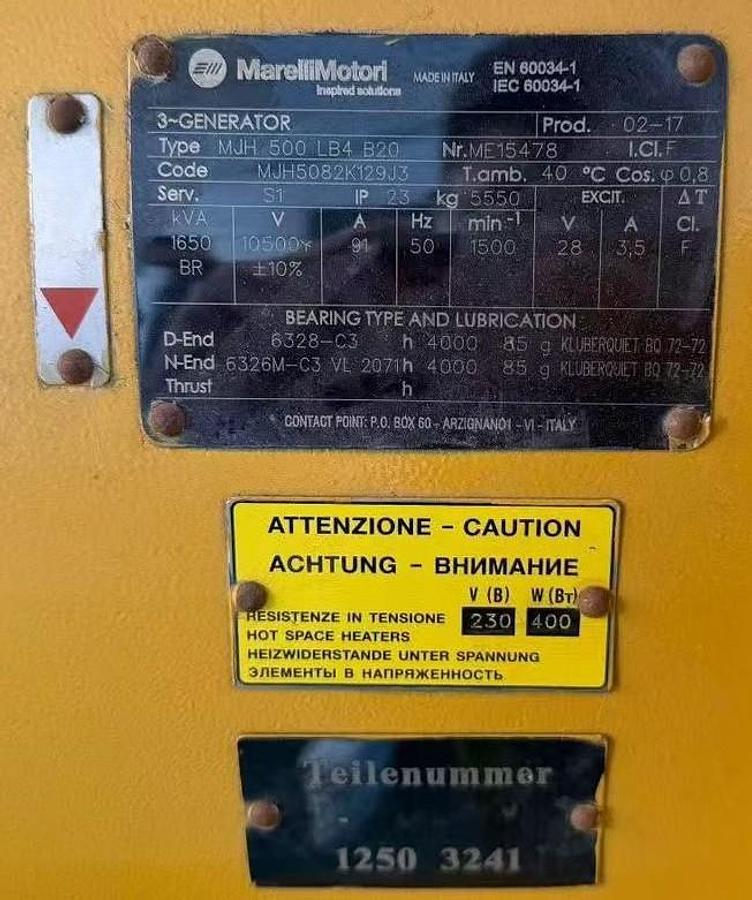 MarelliMotori MADE IN ITALY EN 60034-1
Inspired solutions IEC 60034-1
3~GENERATOR Prod. 02-17
Type MJH 500 LB4 B20 Nr. ME15478 I.Cl. F
Code MJH5082K129J3 T.amb. 40 °C Cos.φ 0,8
Serv. S1 IP 23 kg 5550 EXCIT. ΔT
kVA V A Hz min-1 V A Cl.
1650 10500Y 91 50 1500 28 3,5 F
BR ±10%
BEARING TYPE AND LUBRICATION
D-End 6328-C3 h 4000 85 g KLUBERQUIET BQ 72-72
N-End 6326M-C3 VL 2071 h 4000 85 g KLUBERQUIET BQ 72-72
Thrust h
CONTACT POINT: P.O. BOX 60 - ARZIGNANO1 - VI - ITALY
ATTENZIONE - CAUTION
ACHTUNG - ВНИМАНИЕ
V (В) W (Вт)
RESISTENZE IN TENSIONE 230 400
HOT SPACE HEATERS
HEIZWIDERSTANDE UNTER SPANNUNG
ЭЛЕМЕНТЫ В НАПРЯЖЕННОСТЬ
Teilenummer
1250 3241